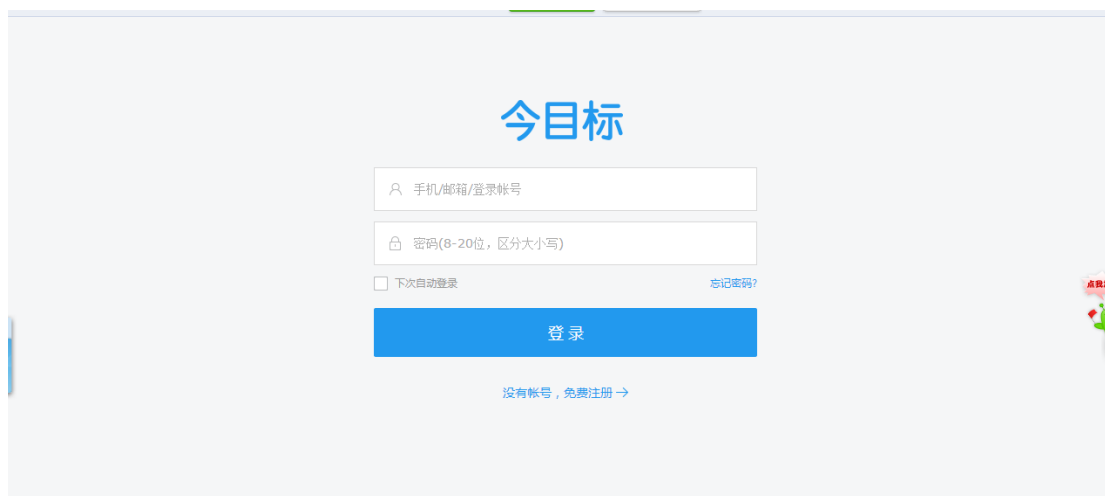 今目标
手机/邮箱/登录帐号
密码(8-20位，区分大小写)
下次自动登录 忘记密码?
登录
没有帐号，免费注册 →
点我